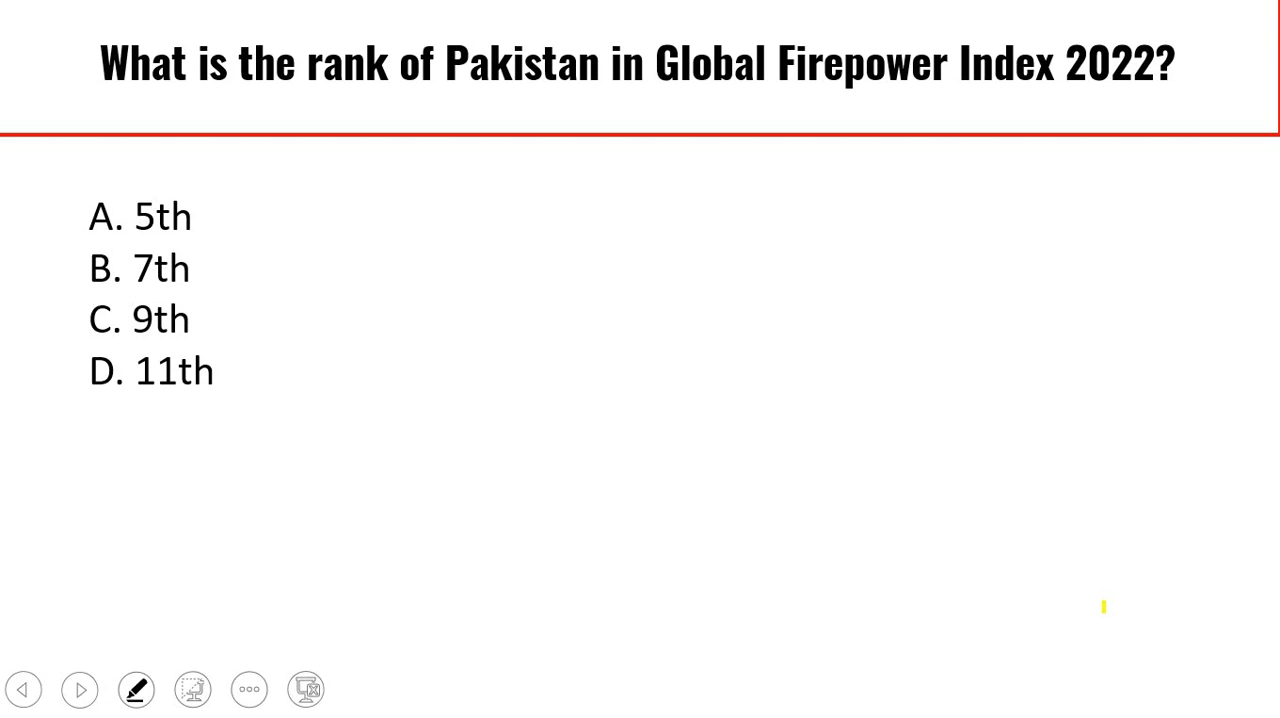 What is the rank of Pakistan in Global Firepower Index 2022?
A. 5th
B. 7th
C. 9th
D. 11th